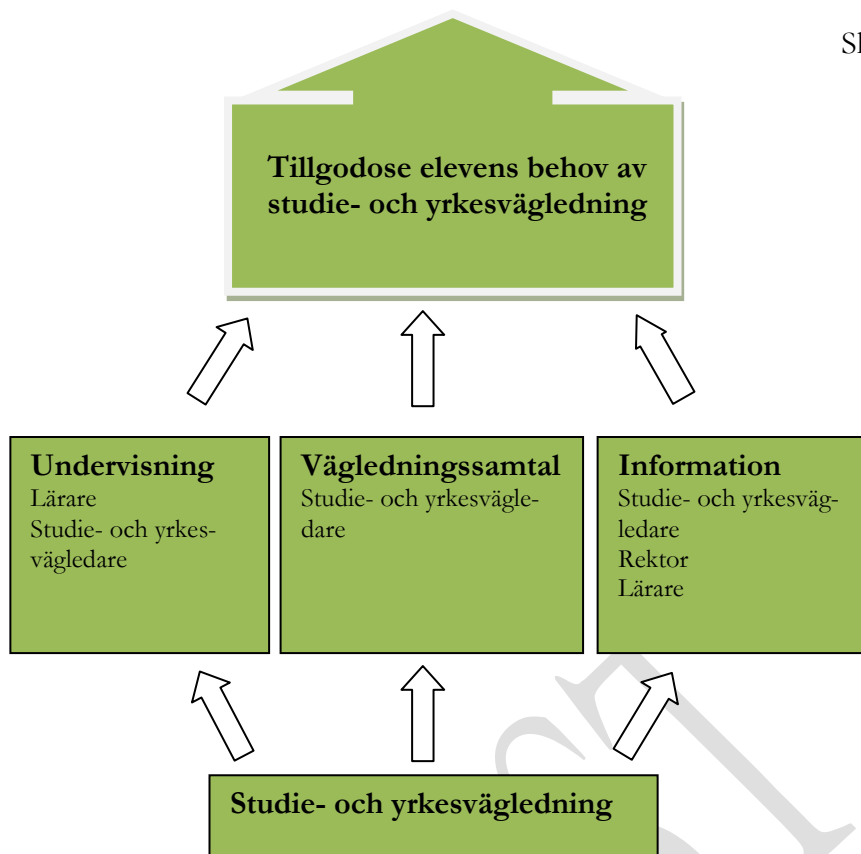 Tillgodose elevens behov av
studie- och yrkesvägledning
Undervisning
Lärare
Studie- och yrkes-
vägledare
Vägledningssamtal
Studie- och yrkesvägle-
dare
Information
Studie- och yrkesväg-
ledare
Rektor
Lärare
Studie- och yrkesvägledning